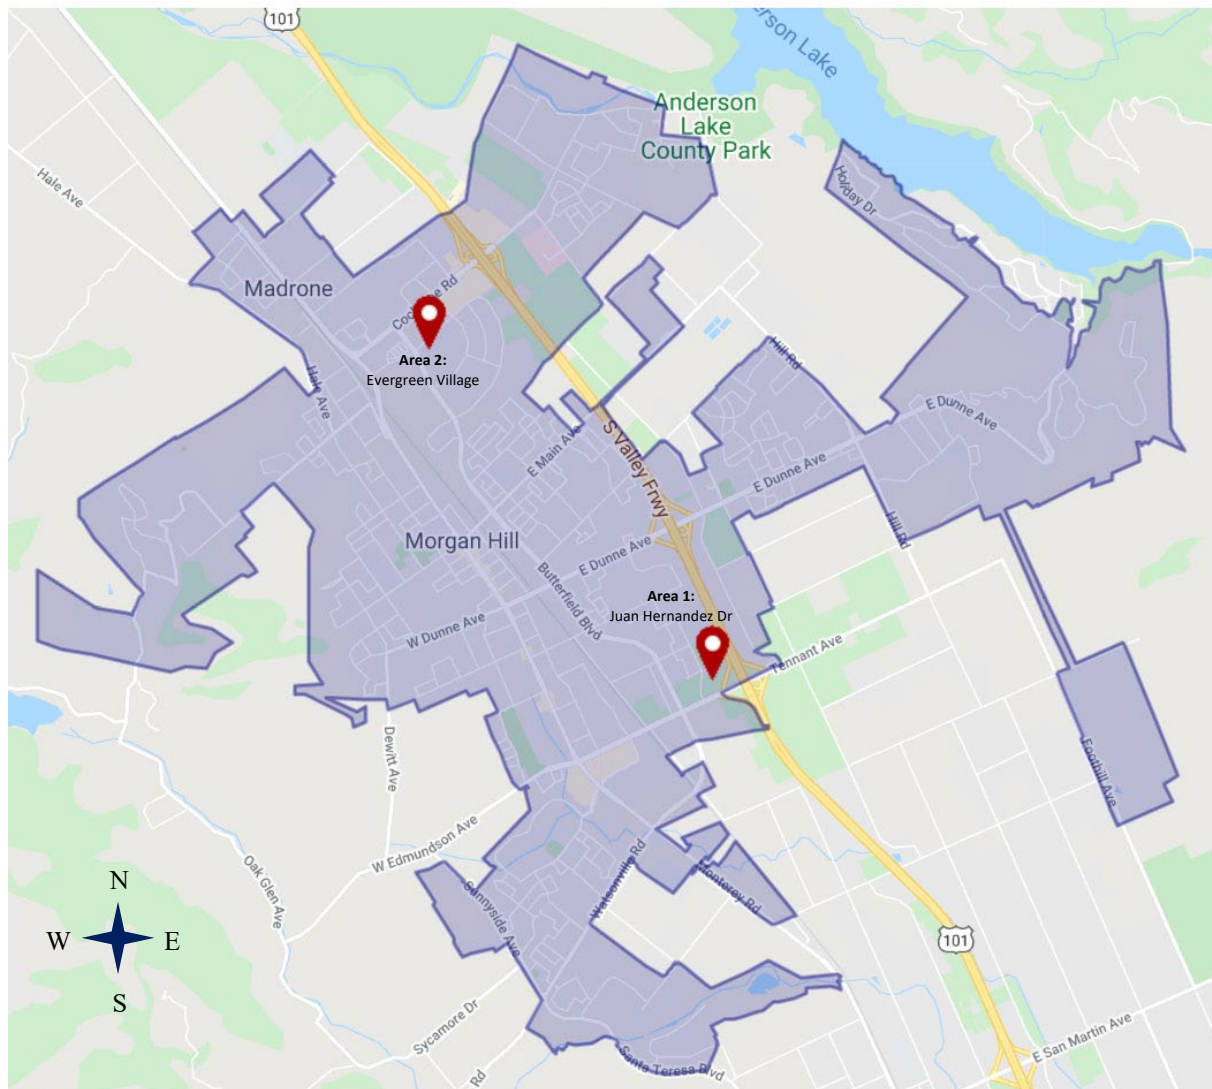 101
erson Lake
Anderson
Lake
County Park
Hale Ave
Holiday Dr
Madrone
Cochrane Rd
Area 2:
Evergreen Village
Hale Ave
Hill Rd
E Dunne Ave
S Valley Frwy
E Main Ave
E Dunne Ave
Morgan Hill
Hill Rd
E Dunne Ave
Butterfield Blvd
Area 1:
Juan Hernandez Dr
W Dunne Ave
Tennant Ave
Dewitt Ave
Foothill Ave
W Edmundson Ave
Oak Glen Ave
Sunnyside Ave
Watsonville Rd
Monterey Rd
N
W
E
S
101
Sycamore Dr
E San Martin Ave
Santa Teresa Blvd
Rd